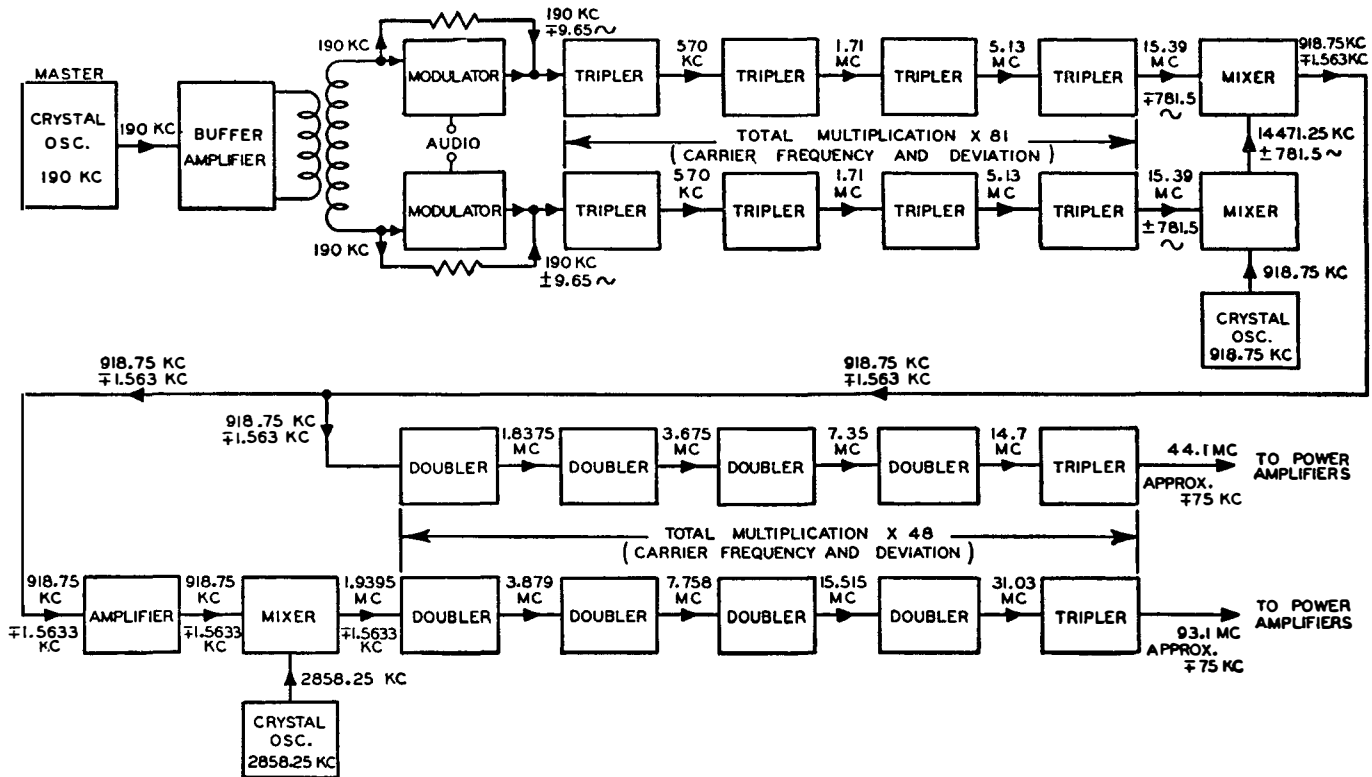 MASTER
CRYSTAL
OSC.
190 KC
190 KC
BUFFER
AMPLIFIER
190 KC
190 KC
MODULATOR
AUDIO
MODULATOR
190 KC
∓9.65~
190 KC
±9.65~
TRIPLER
570
KC
TRIPLER
1.71
MC
TRIPLER
5.13
MC
TRIPLER
15.39
MC
∓781.5
~
MIXER
918.75 KC
∓1.563 KC
TOTAL MULTIPLICATION X 81
(CARRIER FREQUENCY AND DEVIATION)
14471.25 KC
±781.5~
TRIPLER
570
KC
TRIPLER
1.71
MC
TRIPLER
5.13
MC
TRIPLER
15.39
MC
±781.5
~
MIXER
918.75 KC
CRYSTAL
OSC.
918.75 KC
918.75 KC
∓1.563 KC
918.75 KC
∓1.563 KC
918.75 KC
∓1.563 KC
DOUBLER
1.8375
MC
DOUBLER
3.675
MC
DOUBLER
7.35
MC
DOUBLER
14.7
MC
TRIPLER
44.1 MC
APPROX.
∓75 KC
TO POWER
AMPLIFIERS
TOTAL MULTIPLICATION X 48
(CARRIER FREQUENCY AND DEVIATION)
918.75
KC
∓1.5633
KC
AMPLIFIER
918.75
KC
∓1.5633
KC
MIXER
1.9395
MC
∓1.5633
KC
DOUBLER
3.879
MC
DOUBLER
7.758
MC
DOUBLER
15.515
MC
DOUBLER
31.03
MC
TRIPLER
93.1 MC
APPROX.
∓75 KC
TO POWER
AMPLIFIERS
2858.25 KC
CRYSTAL
OSC.
2858.25 KC